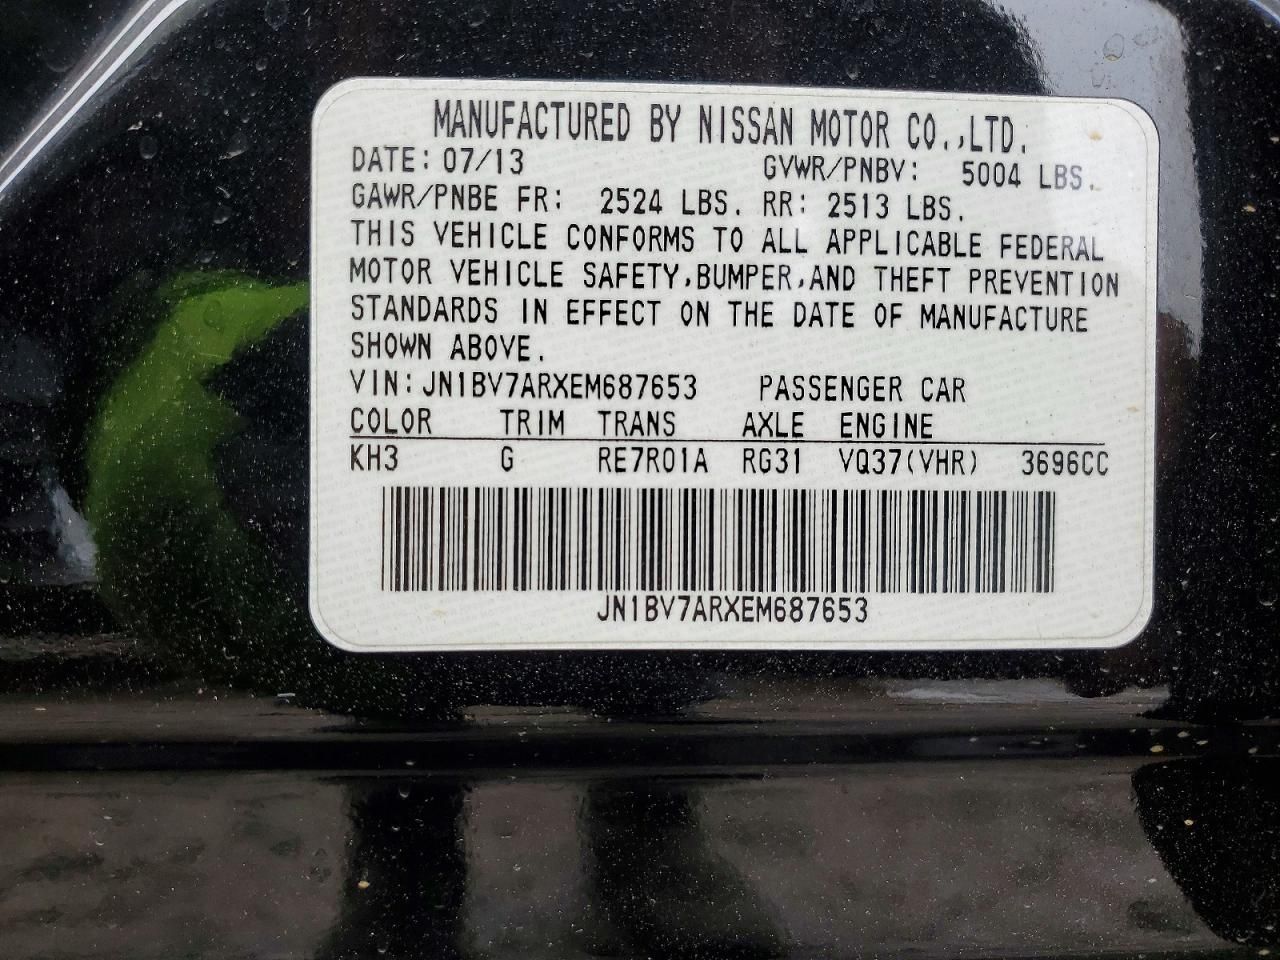 MANUFACTURED BY NISSAN MOTOR CO.,LTD.
DATE: 07/13 GVWR/PNBV: 5004 LBS.
GAWR/PNBE FR: 2524 LBS. RR: 2513 LBS.
THIS VEHICLE CONFORMS TO ALL APPLICABLE FEDERAL
MOTOR VEHICLE SAFETY,BUMPER,AND THEFT PREVENTION
STANDARDS IN EFFECT ON THE DATE OF MANUFACTURE
SHOWN ABOVE.
VIN: JN1BV7ARXEM687653 PASSENGER CAR
COLOR TRIM TRANS AXLE ENGINE
KH3 G RE7R01A RG31 VQ37(VHR) 3696CC
JN1BV7ARXEM687653